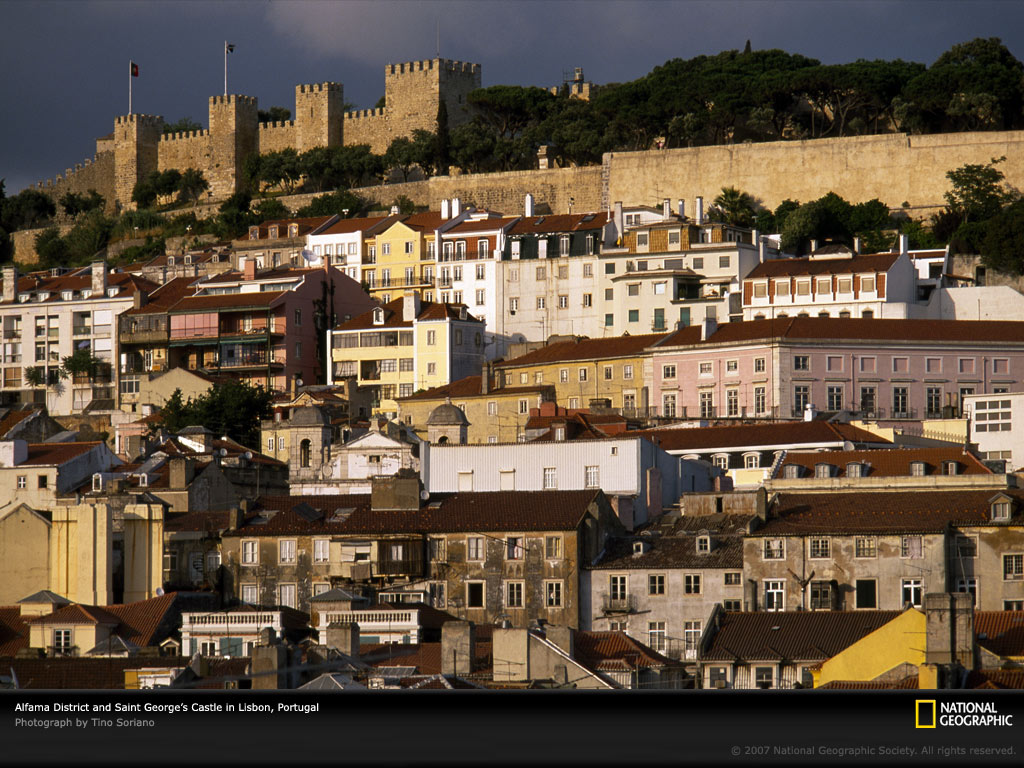 Alfama District and Saint George's Castle in Lisbon, Portugal
Photograph by Tino Soriano
NATIONAL
GEOGRAPHIC
© 2007 National Geographic Society. All rights reserved.